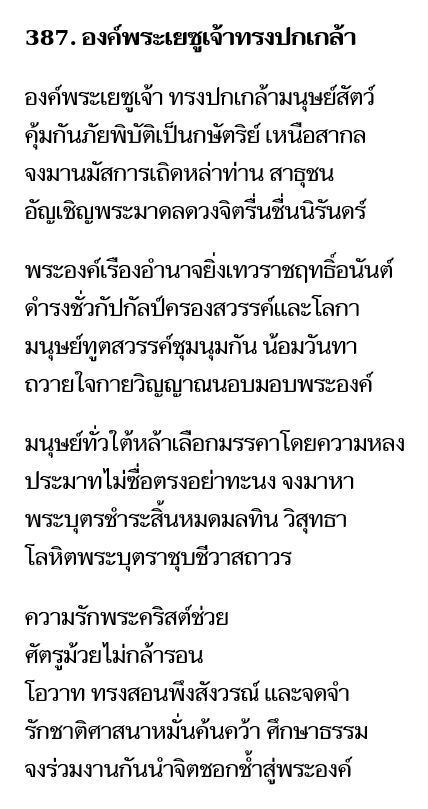 387. องค์พระเยซูเจ้าทรงปกเกล้า
องค์พระเยซูเจ้า ทรงปกเกล้ามนุษย์สัตว์
คุ้มกันภัยพิบัติเป็นกษัตริย์ เหนือสากล
จงมานมัสการเถิดหล่าท่าน สาธุชน
อัญเชิญพระมาดลดวงจิตรื่นชื่นนิรันดร์
พระองค์เรืองอำนาจยิ่งเทวราชฤทธิ์อนันต์
ดำรงชั่วกัปกัลป์ครองสวรรค์และโลกา
มนุษย์ทูตสวรรค์ชุมนุมกัน น้อมวันทา
ถวายใจกายวิญญาณนอบมอบพระองค์
มนุษย์ทั่วใต้หล้าเลือกมรรคาโดยความหลง
ประมาทไม่ซื่อตรงอย่าทะนง จงมาหา
พระบุตรชำระสิ้นหมดมลทิน วิสุทธา
โลหิตพระบุตราชุบชีวาสถาวร
ความรักพระคริสต์ช่วย
ศัตรูม้วยไม่กล้ารอน
โอวาท ทรงสอนพึงสังวรณ์ และจดจำ
รักชาติศาสนาหมั่นค้นคว้า ศึกษาธรรม
จงร่วมงานกันนำจิตชอกช้ำสู่พระองค์